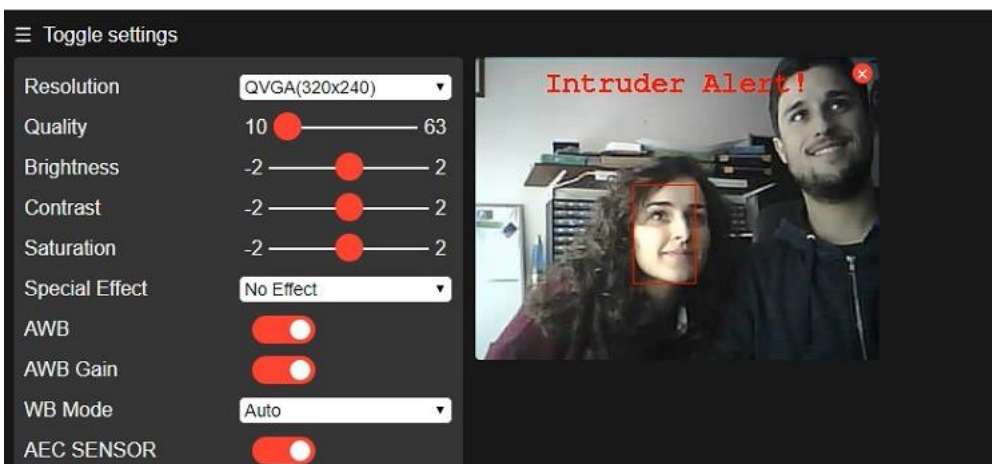 ☰ Toggle settings
Resolution QVGA(320x240)
Quality 10 63
Brightness -2 2
Contrast -2 2
Saturation -2 2
Special Effect No Effect
AWB
AWB Gain
WB Mode Auto
AEC SENSOR
Intruder Alert!